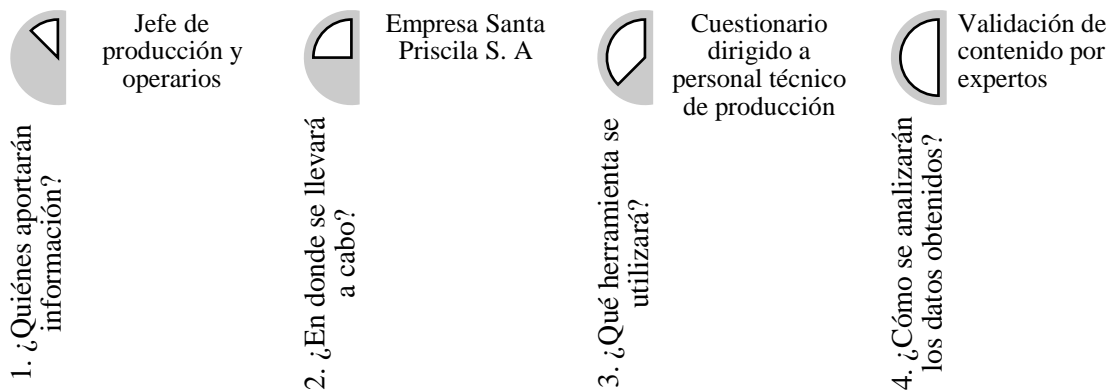 1. ¿Quiénes aportarán
información?
Jefe de
producción y
operarios
2. ¿En donde se llevará
a cabo?
Empresa Santa
Priscila S. A
3. ¿Qué herramienta se
utilizará?
Cuestionario
dirigido a
personal técnico
de producción
4. ¿Cómo se analizarán
los datos obtenidos?
Validación de
contenido por
expertos